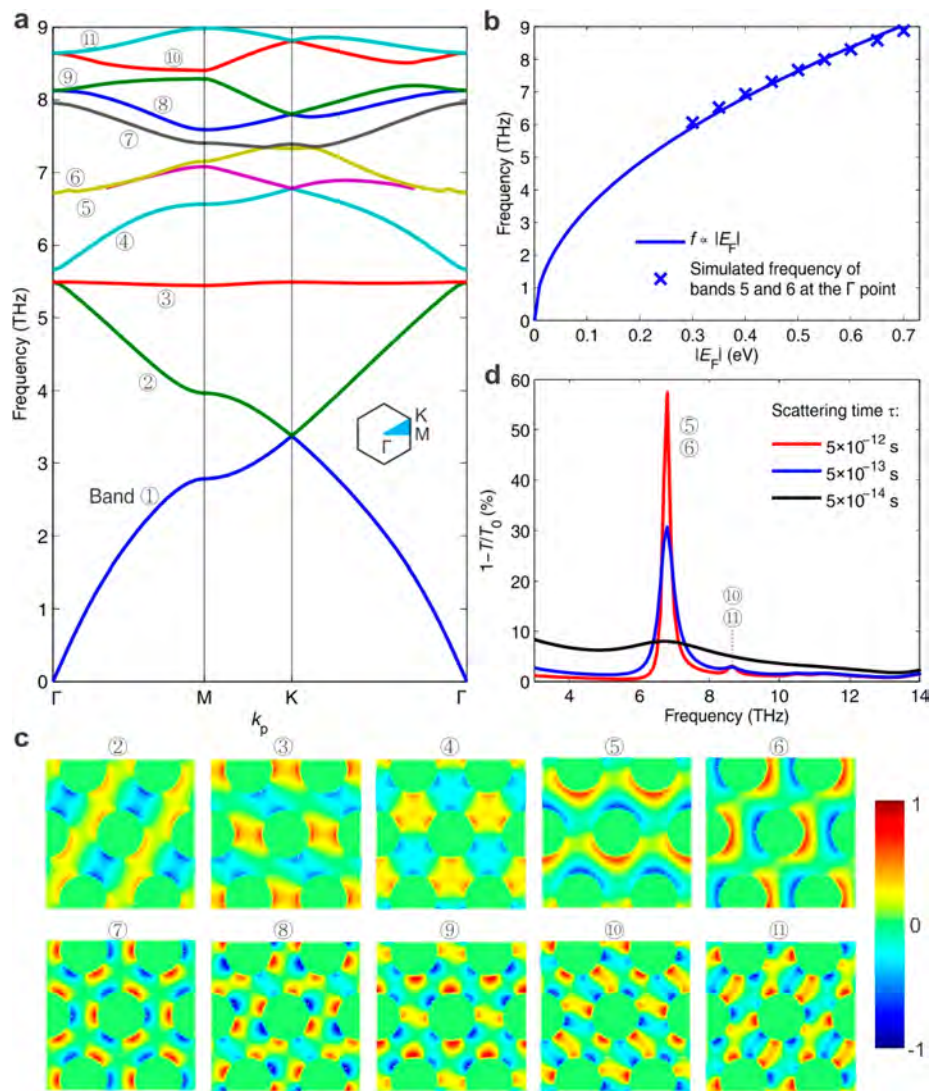 a
9
8
7
6
5
4
3
2
1
0
Frequency (THz)
⑪
⑩
⑨
⑧
⑦
⑥
⑤
④
③
②
Band ①
K
M
Γ
Γ
M
K
Γ
k_p
b
9
8
7
6
5
4
3
2
1
0
Frequency (THz)
f ∝ |E_F|
Simulated frequency of
bands 5 and 6 at the Γ point
0 0.1 0.2 0.3 0.4 0.5 0.6 0.7
|E_F| (eV)
d
60
50
40
30
20
10
0
1−T/T_0 (%)
⑤
⑥
Scattering time τ:
5×10⁻¹² s
5×10⁻¹³ s
5×10⁻¹⁴ s
⑩
⑪
4 6 8 10 12 14
Frequency (THz)
c
② ③ ④ ⑤ ⑥
⑦ ⑧ ⑨ ⑩ ⑪
1
0
-1